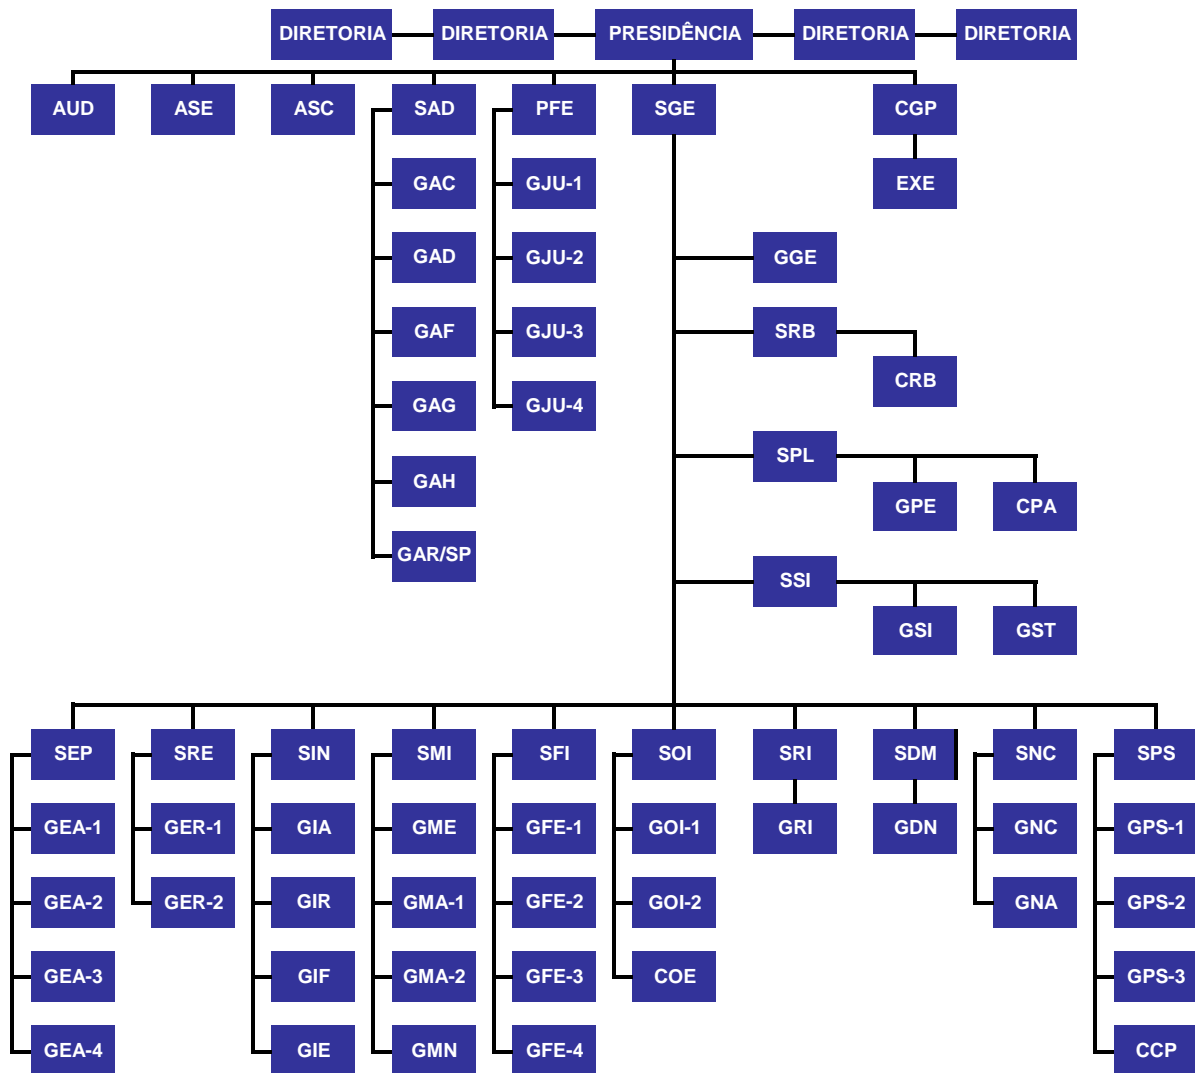 DIRETORIA
DIRETORIA
PRESIDÊNCIA
DIRETORIA
DIRETORIA
AUD
ASE
ASC
SAD
PFE
SGE
CGP
GAC
GJU-1
EXE
GAD
GJU-2
GGE
GAF
GJU-3
SRB
CRB
GAG
GJU-4
SPL
GAH
GPE
CPA
GAR/SP
SSI
GSI
GST
SEP
SRE
SIN
SMI
SFI
SOI
SRI
SDM
SNC
SPS
GEA-1
GER-1
GIA
GME
GFE-1
GOI-1
GRI
GDN
GNC
GPS-1
GEA-2
GER-2
GIR
GMA-1
GFE-2
GOI-2
GNA
GPS-2
GEA-3
GIF
GMA-2
GFE-3
COE
GPS-3
GEA-4
GIE
GMN
GFE-4
CCP